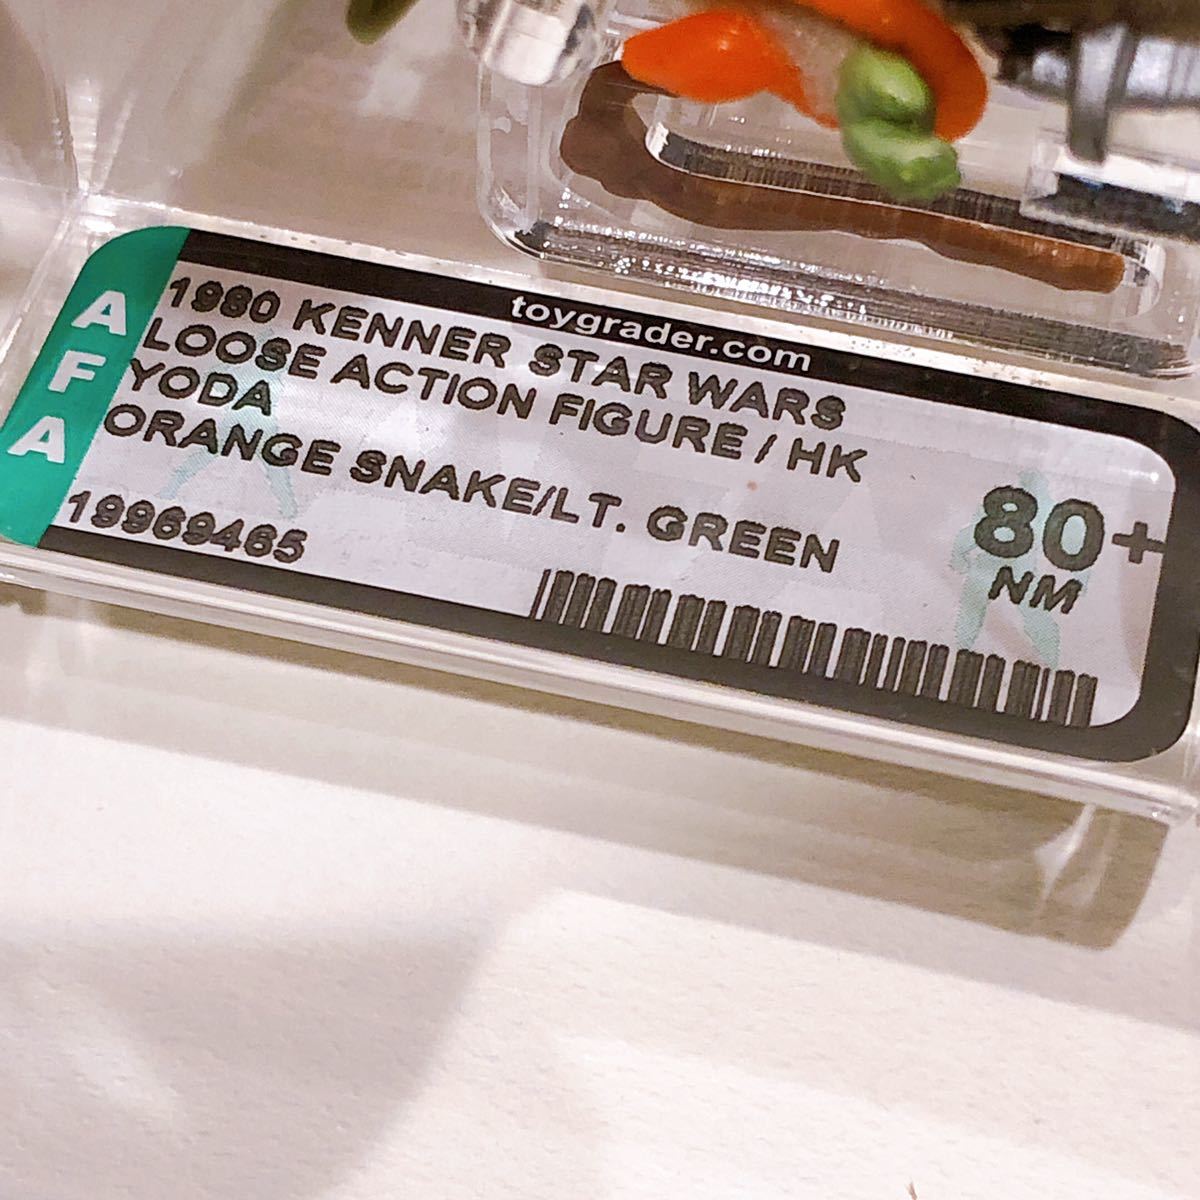 toygrader.com
AFA
1980 KENNER STAR WARS
LOOSE ACTION FIGURE / HK
YODA
ORANGE SNAKE/LT. GREEN
19969465
80+
NM